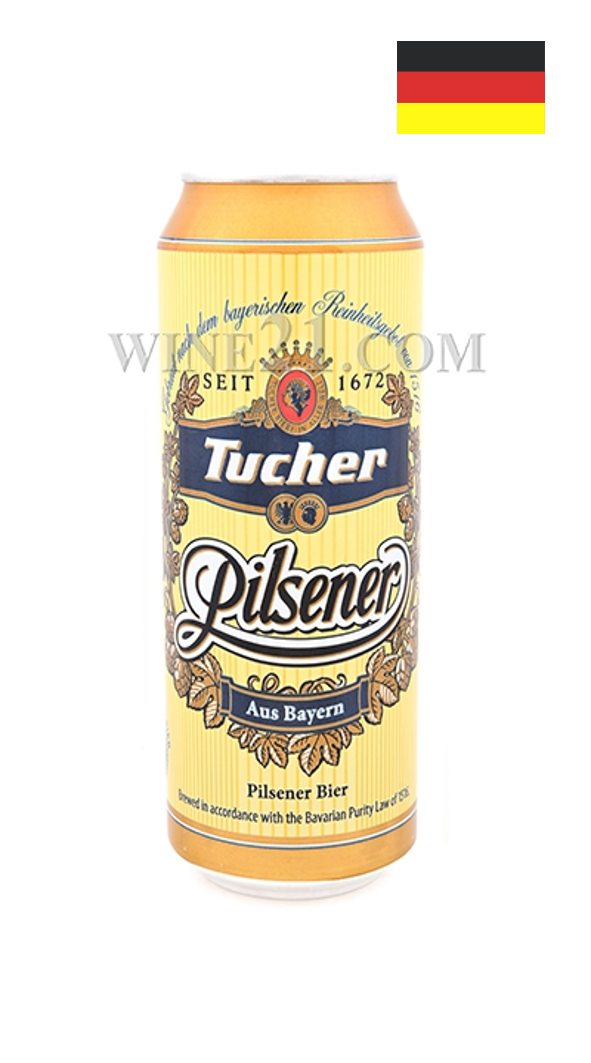 nach dem bayerischen Reinheitsgebot von 1516
WINE21.COM
SEIT 1672
Tucher
Pilsener
Aus Bayern
Pilsener Bier
Brewed in accordance with the Bavarian Purity Law of 1516